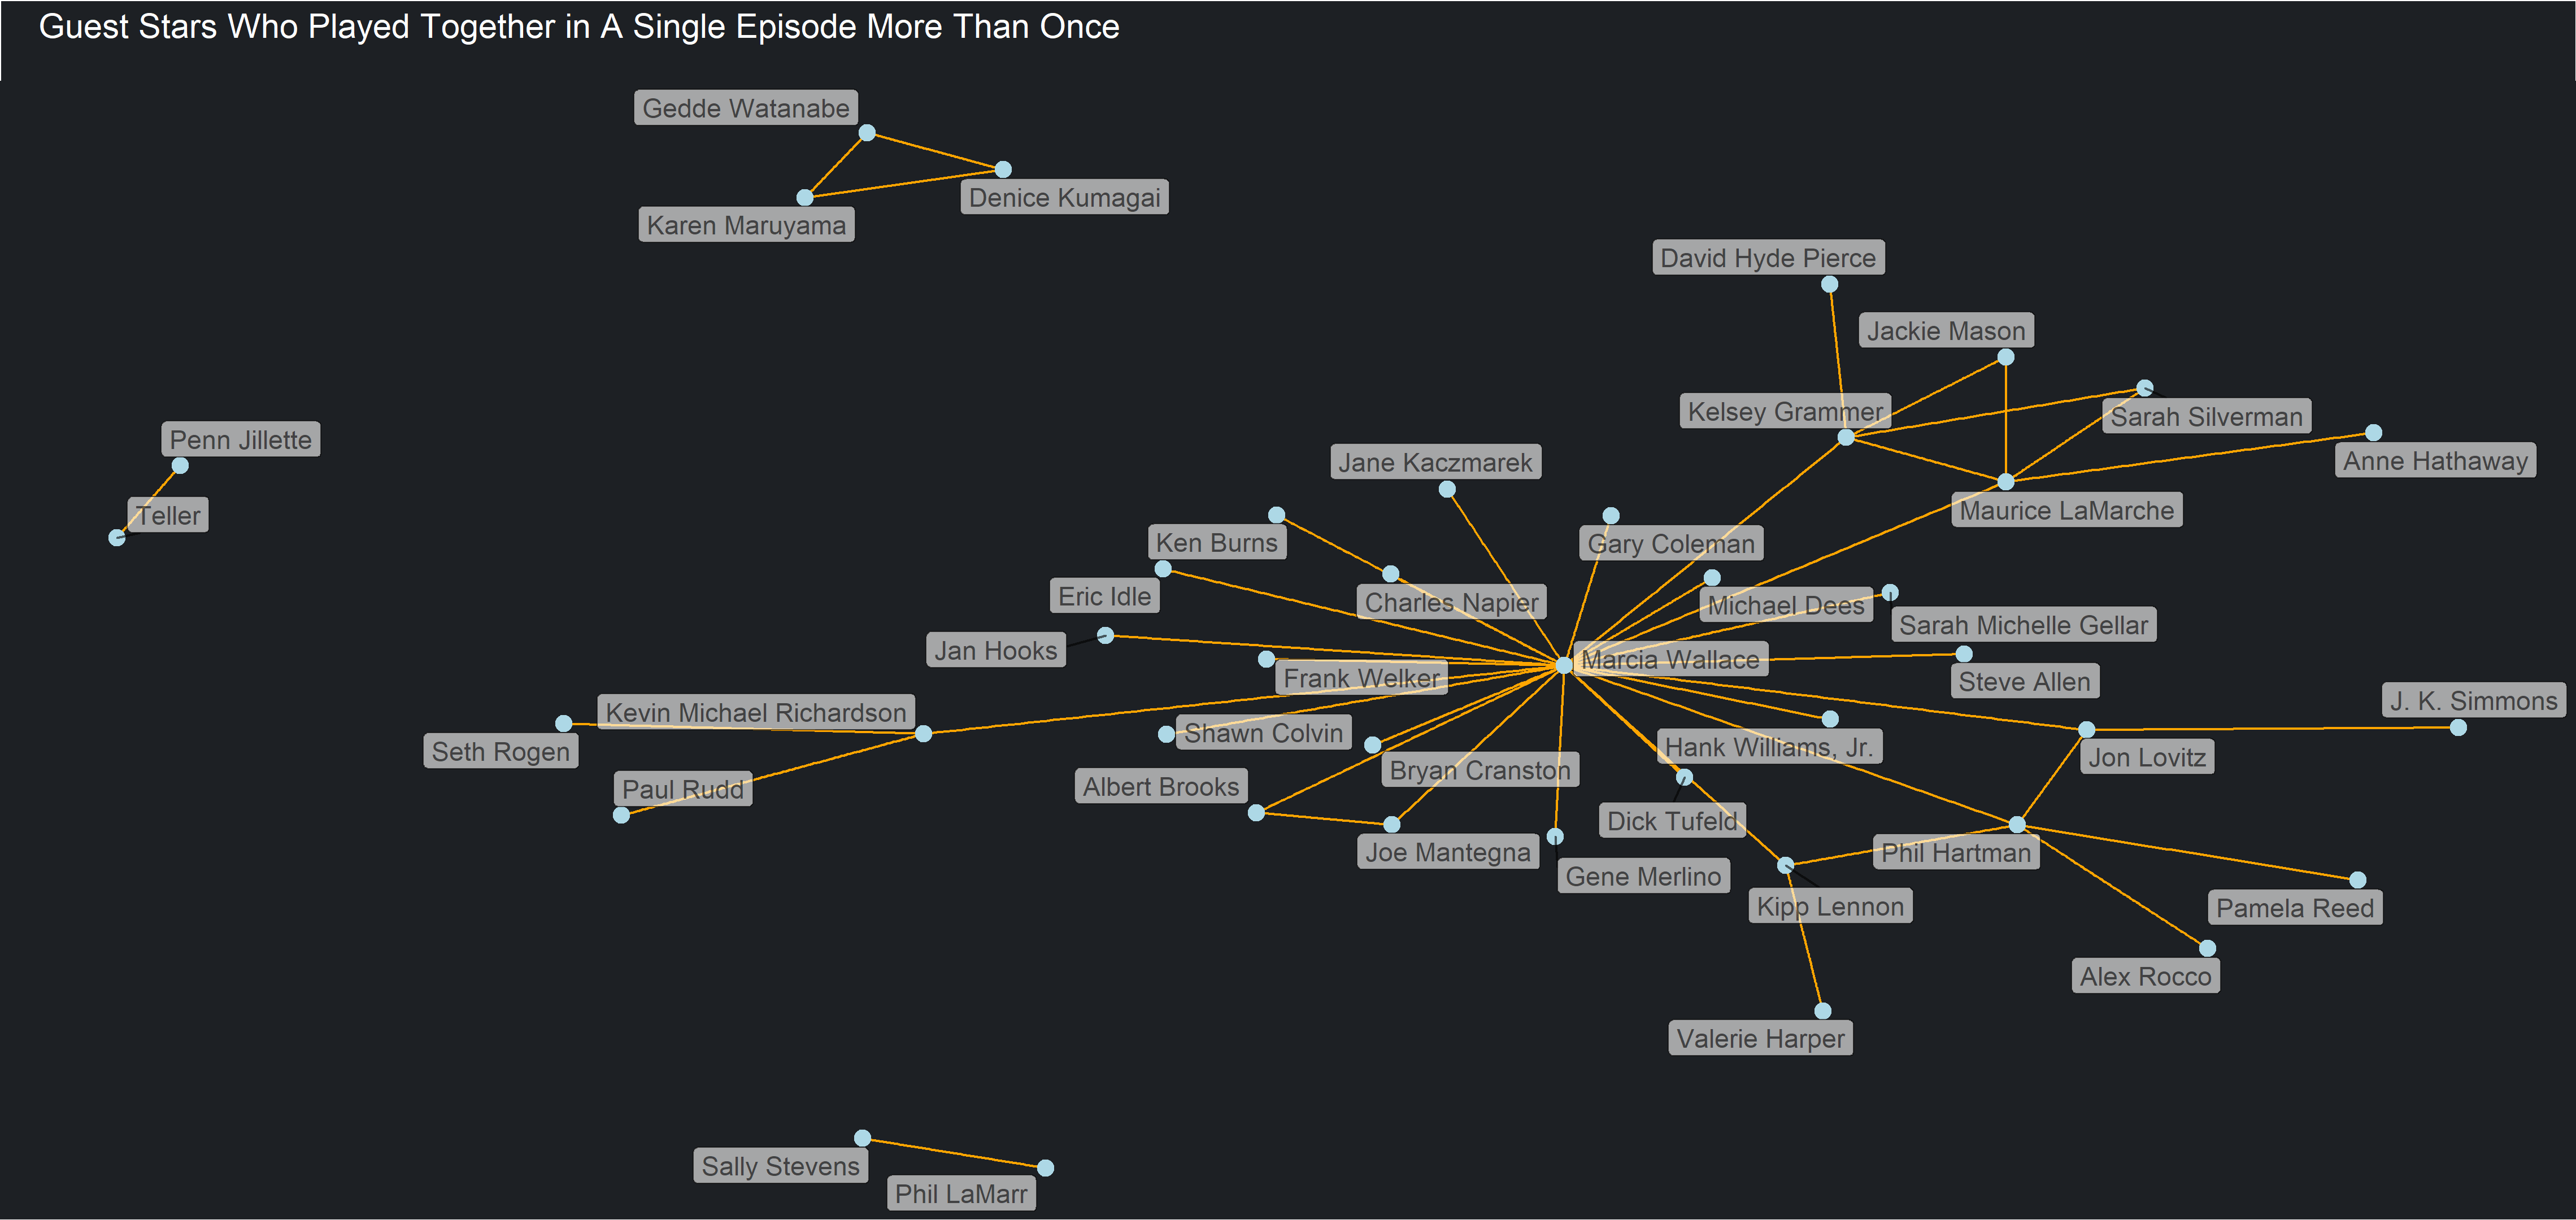 Guest Stars Who Played Together in A Single Episode More Than Once
Gedde Watanabe
Denice Kumagai
Karen Maruyama
David Hyde Pierce
Jackie Mason
Kelsey Grammer
Sarah Silverman
Penn Jillette
Jane Kaczmarek
Anne Hathaway
Teller
Maurice LaMarche
Ken Burns
Gary Coleman
Eric Idle
Charles Napier
Michael Dees
Sarah Michelle Gellar
Jan Hooks
Marcia Wallace
Frank Welker
Steve Allen
J. K. Simmons
Kevin Michael Richardson
Shawn Colvin
Seth Rogen
Hank Williams, Jr.
Jon Lovitz
Bryan Cranston
Paul Rudd
Albert Brooks
Dick Tufeld
Joe Mantegna
Phil Hartman
Gene Merlino
Kipp Lennon
Pamela Reed
Alex Rocco
Valerie Harper
Sally Stevens
Phil LaMarr